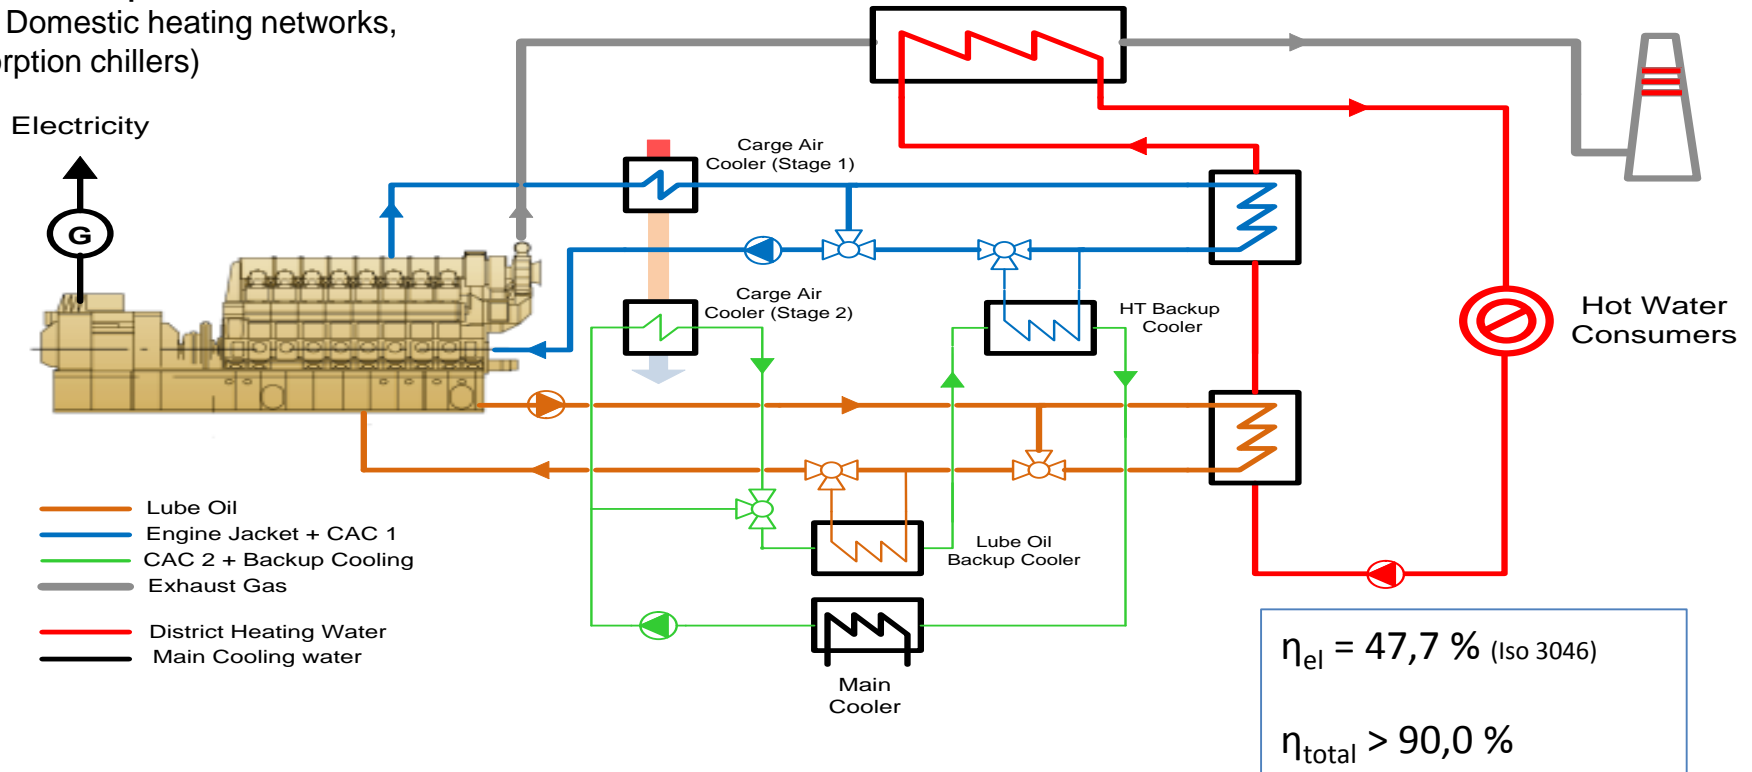 Domestic heating networks,
orption chillers)
Electricity
G
Carge Air
Cooler (Stage 1)
Carge Air
Cooler (Stage 2)
HT Backup
Cooler
Hot Water
Consumers
Lube Oil
Engine Jacket + CAC 1
CAC 2 + Backup Cooling
Exhaust Gas
District Heating Water
Main Cooling water
Lube Oil
Backup Cooler
Main
Cooler
ηel = 47,7 % (Iso 3046)
ηtotal > 90,0 %